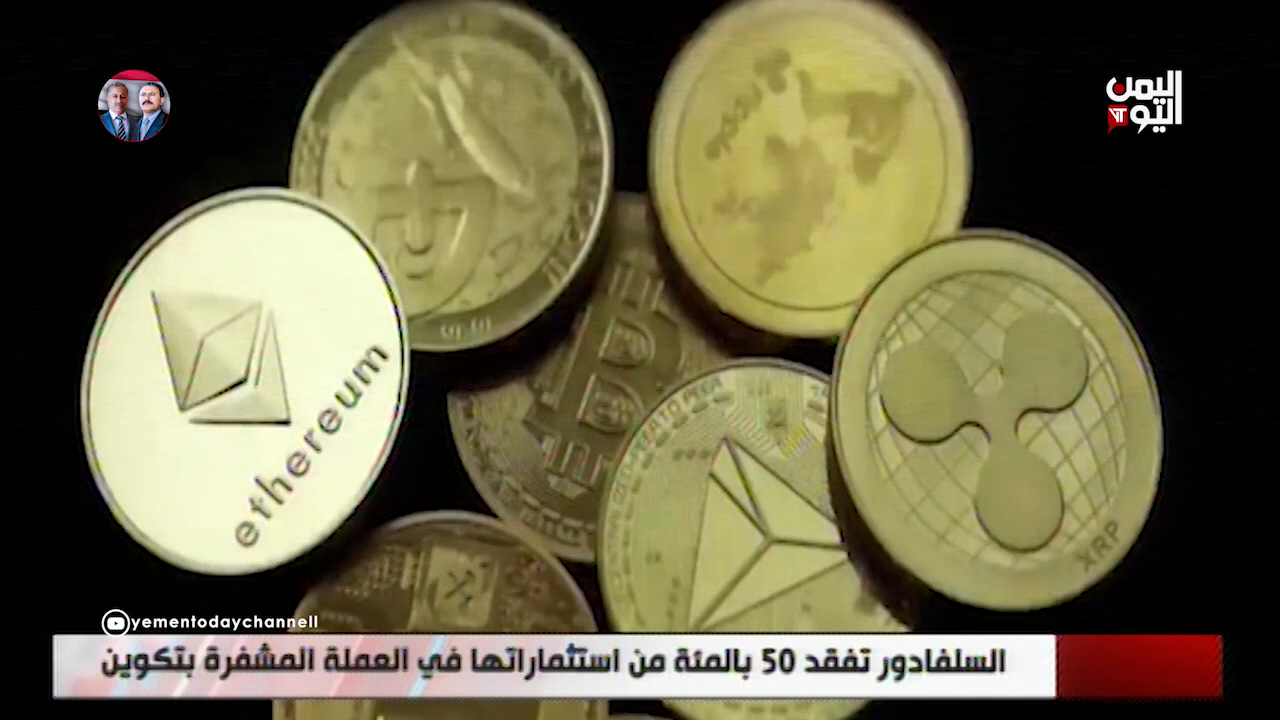 اليمن
اليوم
ethereum
XRP
yementodaychannell
السلفادور تفقد 50 بالمئة من استثماراتها في العملة المشفرة بتكوين